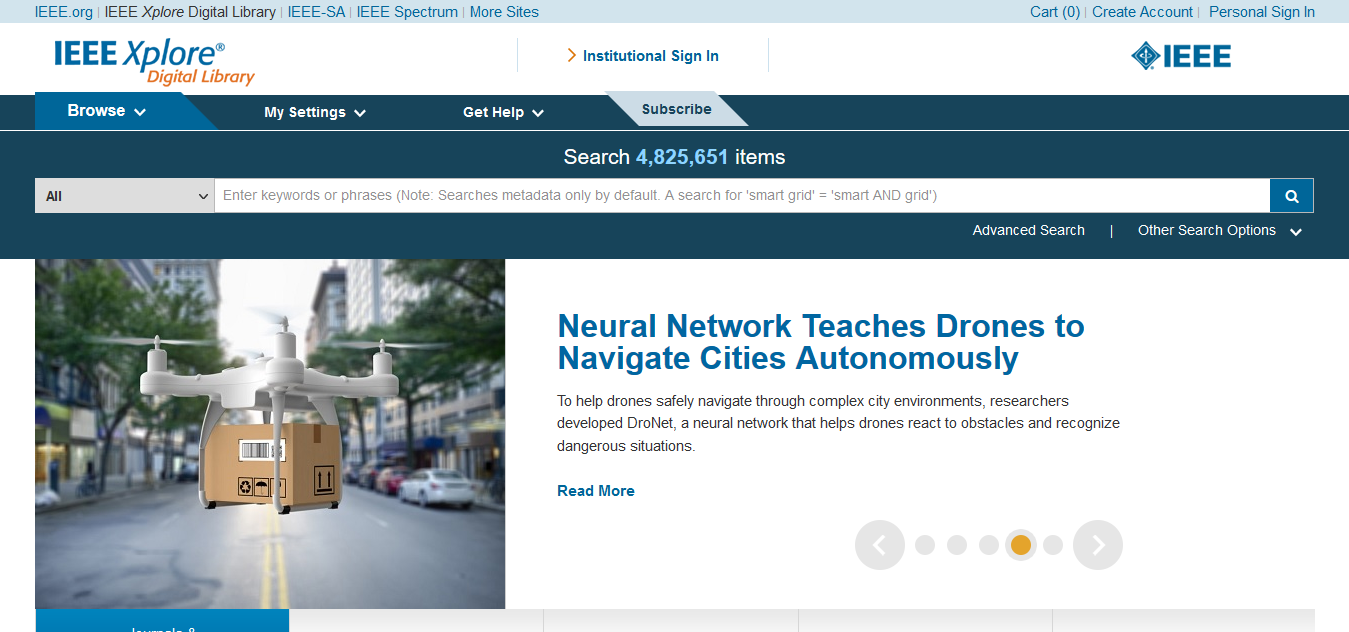 IEEE.org | IEEE Xplore Digital Library | IEEE-SA | IEEE Spectrum | More Sites
Cart (0) | Create Account | Personal Sign In
IEEE Xplore®
Digital Library
Institutional Sign In
IEEE
Browse
My Settings
Get Help
Subscribe
Search 4,825,651 items
All
Enter keywords or phrases (Note: Searches metadata only by default. A search for 'smart grid' = 'smart AND grid')
Advanced Search | Other Search Options
Neural Network Teaches Drones to
Navigate Cities Autonomously
To help drones safely navigate through complex city environments, researchers
developed DroNet, a neural network that helps drones react to obstacles and recognize
dangerous situations.
Read More
Journals &